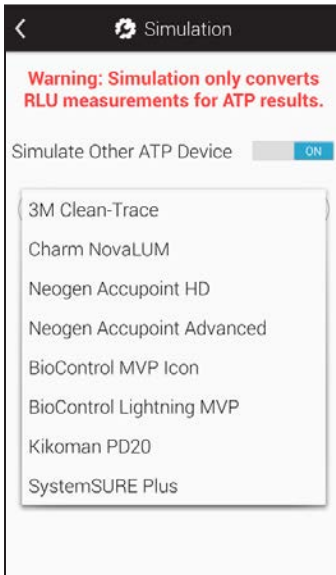 Simulation
Warning: Simulation only converts
RLU measurements for ATP results.
Simulate Other ATP Device ON
3M Clean-Trace
Charm NovaLUM
Neogen Accupoint HD
Neogen Accupoint Advanced
BioControl MVP Icon
BioControl Lightning MVP
Kikoman PD20
SystemSURE Plus